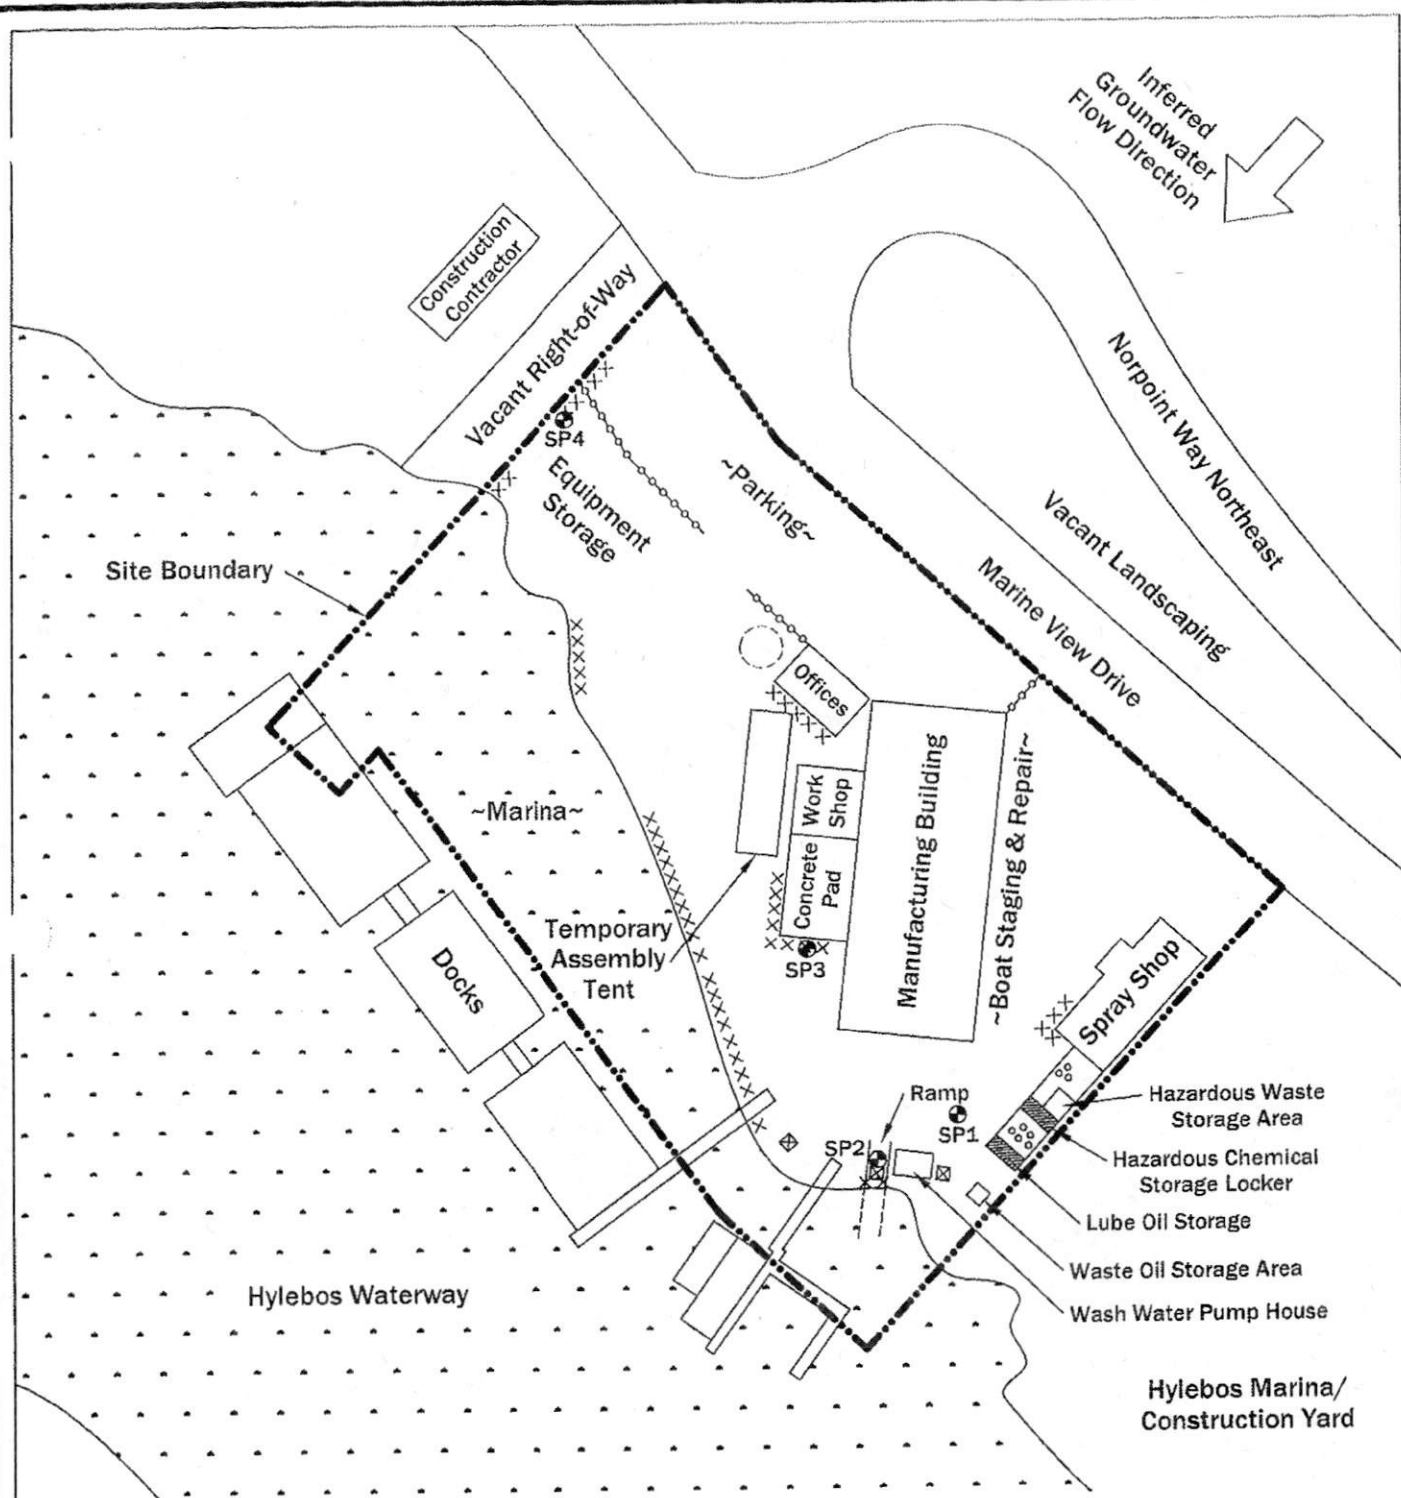 Inferred
Groundwater
Flow Direction
Construction
Contractor
Vacant Right-of-Way
Norpoint Way Northeast
SP4
Equipment
Storage
~Parking~
Vacant Landscaping
Site Boundary
Marine View Drive
Offices
~Marina~
Work
Shop
Manufacturing Building
~Boat Staging & Repair~
Concrete
Pad
Temporary
Assembly
Tent
SP3
Docks
Spray Shop
Ramp
SP1
SP2
Hazardous Waste
Storage Area
Hazardous Chemical
Storage Locker
Lube Oil Storage
Waste Oil Storage Area
Wash Water Pump House
Hylebos Waterway
Hylebos Marina/
Construction Yard